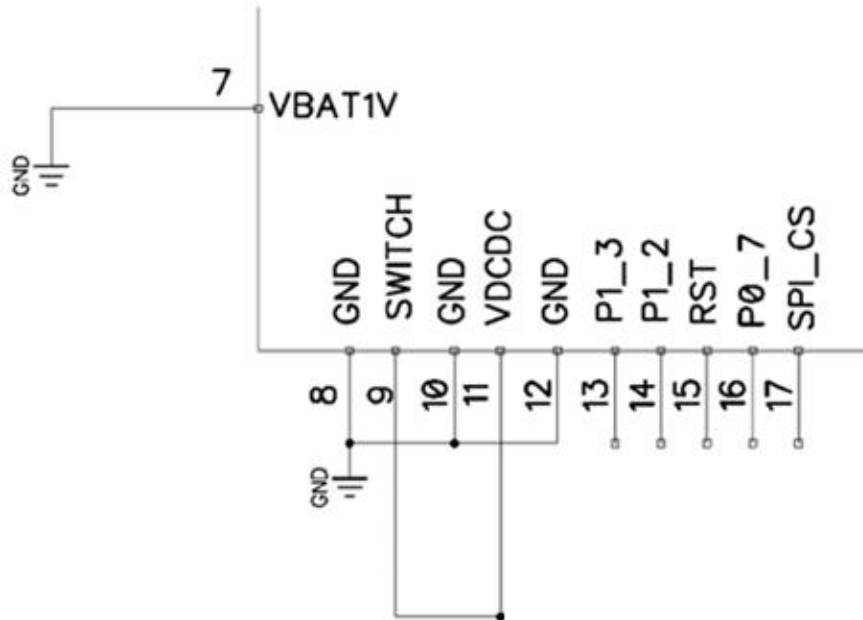 7
VBAT1V
GND
GND
SWITCH
GND
VDCDC
GND
P1_3
P1_2
RST
P0_7
SPI_CS
8
9
10
11
12
13
14
15
16
17
GND